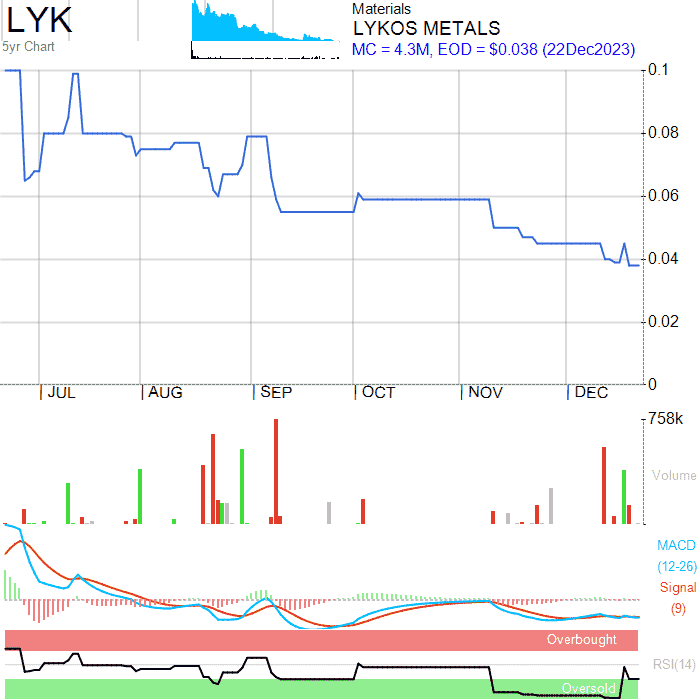 LYK
5yr Chart
Materials
LYKOS METALS
MC = 4.3M, EOD = $0.038 (22Dec2023)
0.1
0.08
0.06
0.04
0.02
0
JUL AUG SEP OCT NOV DEC
758k
Volume
MACD
(12-26)
Signal
(9)
Overbought
RSI(14)
Oversold